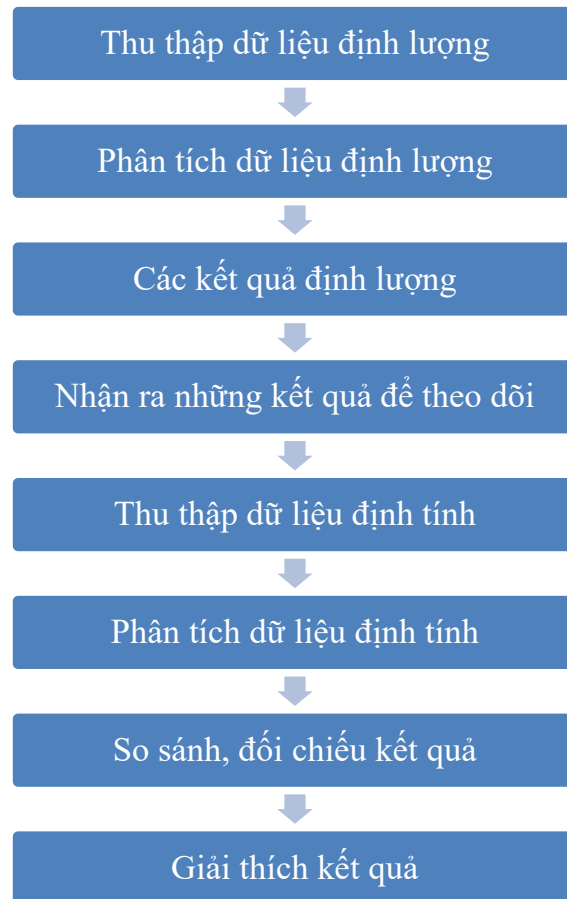 Thu thập dữ liệu định lượng
Phân tích dữ liệu định lượng
Các kết quả định lượng
Nhận ra những kết quả để theo dõi
Thu thập dữ liệu định tính
Phân tích dữ liệu định tính
So sánh, đối chiếu kết quả
Giải thích kết quả